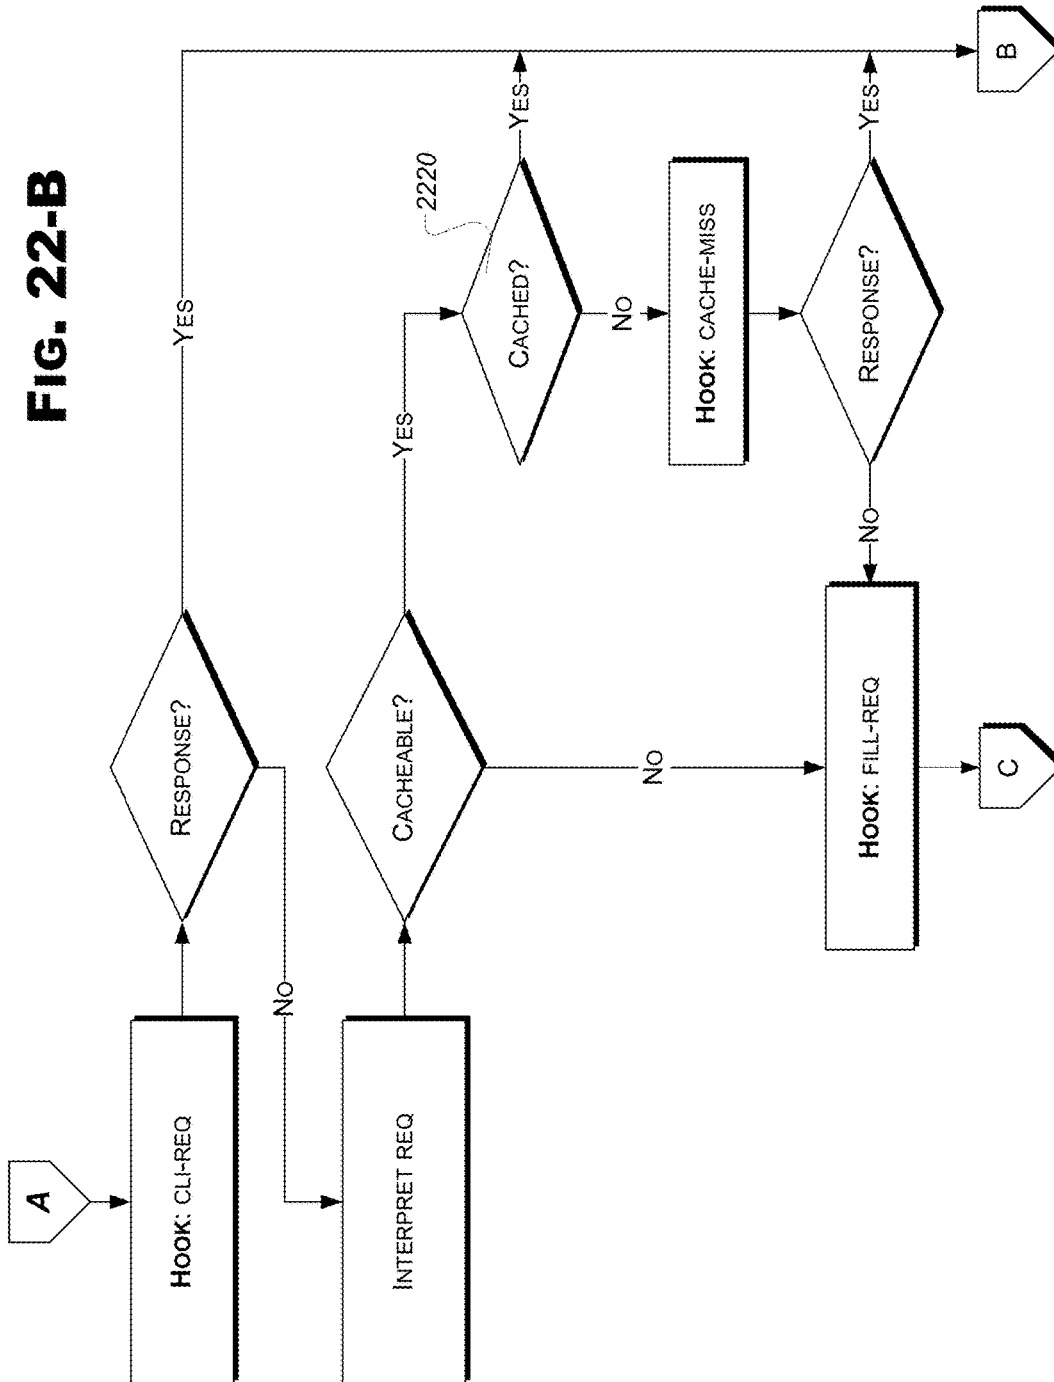 FIG. 22-B
A
HOOK: CLI-REQ
RESPONSE?
YES
NO
INTERPRET REQ
CACHEABLE?
YES
NO
CACHED?
2220
YES
NO
HOOK: CACHE-MISS
RESPONSE?
YES
NO
HOOK: FILL-REQ
B
C